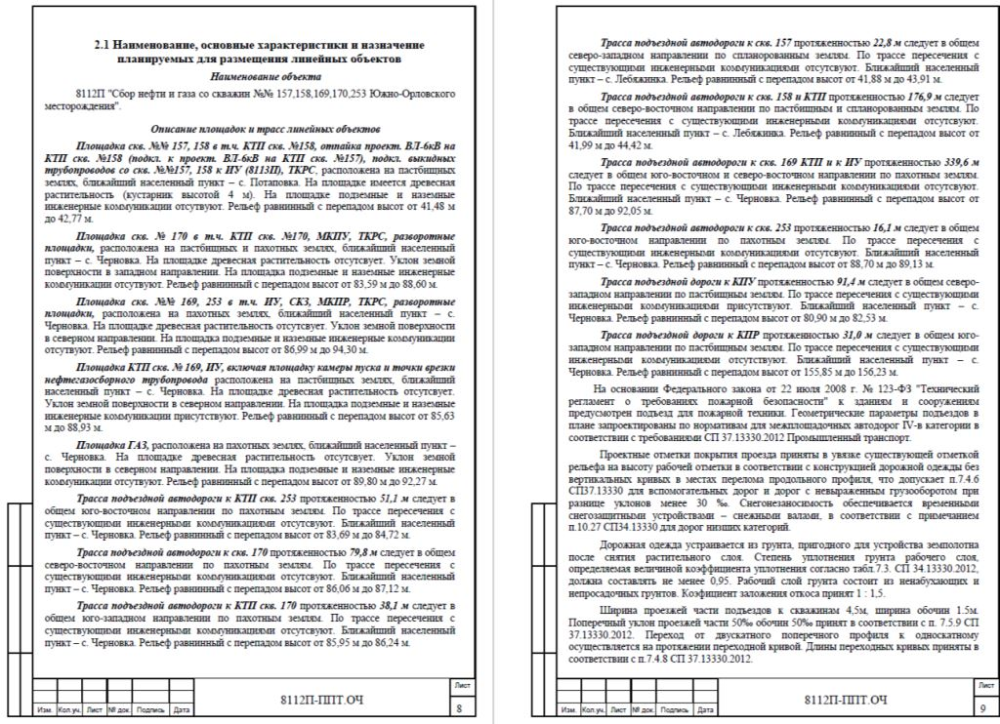 2.1 Наименование, основные характеристики и назначение
планируемых для размещения линейных объектов
Наименование объекта
8112П "Сбор нефти и газа со скважин №№ 157,158,169,170,253 Южно-Орловского
месторождения".
Описание площадок и трасс линейных объектов
Площадка скв. №№ 157, 158 в т.ч. КТП скв. №158, отпайка проект. ВЛ-6кВ на
КТП скв. №158 (подкл. к проект. ВЛ-6кВ на КТП скв. №157), подкл. выкидных
трубопроводов со скв. №№157, 158 к ИУ (8113П), ТКРС, расположена на пастбищных
землях, ближайший населенный пункт – с. Потаповка. На площадке имеется древесная
растительность (кустарник высотой 4 м). На площадке подземные и наземные
инженерные коммуникации отсутвуют. Рельеф равнинный с перепадом высот от 41,48 м
до 42,77 м.
Площадка скв. № 170 в т.ч. КТП скв. №170, МКПУ, ТКРС, разворотные
площадки, расположена на пастбищных и пахотных землях, ближайший населенный
пункт – с. Черновка. На площадке древесная растительность отсутсвует. Уклон земной
поверхности в западном направлении. На площадка подземные и наземные инженерные
коммуникации отсутвуют. Рельеф равнинный с перепадом высот от 83,59 м до 88,60 м.
Площадка скв. №№ 169, 253 в т.ч. ИУ, СКЗ, МКПР, ТКРС, разворотные
площадки, расположена на пахотных землях, ближайший населенный пункт – с.
Черновка. На площадке древесная растительность отсутсвует. Уклон земной поверхности
в северном направлении. На площадка подземные и наземные инженерные коммуникации
отсутвуют. Рельеф равнинный с перепадом высот от 86,99 м до 94,30 м.
Площадка КТП скв. № 169, ИУ, включая площадку камеры пуска и точки врезки
нефтегазосборного трубопровода расположена на пастбищных землях, ближайший
населенный пункт – с. Черновка. На площадке древесная растительность отсутсвует.
Уклон земной поверхности в северном направлении. На площадка подземные и наземные
инженерные коммуникации присутствуют. Рельеф равнинный с перепадом высот от 85,63
м до 88,93 м.
Площадка ГАЗ, расположена на пахотных землях, ближайший населенный пункт –
с. Черновка. На площадке древесная растительность отсутсвует. Уклон земной
поверхности в северном направлении. На площадка подземные и наземные инженерные
коммуникации отсутвуют. Рельеф равнинный с перепадом высот от 89,80 м до 92,27 м.
Трасса подъездной автодороги к КТП скв. 253 протяженностью 51,1 м следует в
общем юго-восточном направлении по пахотным землям. По трассе пересечения с
существующими инженерными коммуникациями отсутсвуют. Ближайший населенный
пункт – с. Черновка. Рельеф равнинный с перепадом высот от 83,69 м до 84,72 м.
Трасса подъездной автодороги к скв. 170 протяженностью 79,8 м следует в общем
северо-восточном направлении по пахотным землям. По трассе пересечения с
существующими инженерными коммуникациями отсутсвуют. Ближайший населенный
пункт – с. Черновка. Рельеф равнинный с перепадом высот от 86,06 м до 87,12 м.
Трасса подъездной автодороги к КТП скв. 170 протяженностью 38,1 м следует в
общем юго-западном направлении по пахотным землям. По трассе пересечения с
существующими инженерными коммуникациями отсутсвуют. Ближайший населенный
пункт – с. Черновка. Рельеф равнинный с перепадом высот от 85,95 м до 86,24 м.
Изм. Кол.уч. Лист № док. Подпись Дата
8112П-ППТ.ОЧ
Лист
8
Трасса подъездной автодороги к скв. 157 протяженностью 22,8 м следует в общем
северо-западном направлении по спланированным землям. По трассе пересечения с
существующими инженерными коммуникациями отсутсвуют. Ближайший населенный
пункт – с. Лебяжинка. Рельеф равнинный с перепадом высот от 41,88 м до 43,91 м.
Трасса подъездной автодороги к скв. 158 и КТП протяженностью 176,9 м следует
в общем северо-восточном направлении по пастбищным и спланированным землям. По
трассе пересечения с существующими инженерными коммуникациями отсутсвуют.
Ближайший населенный пункт – с. Лебяжинка. Рельеф равнинный с перепадом высот от
41,99 м до 44,42 м.
Трасса подъездной автодороги к скв. 169 КТП и к ИУ протяженностью 339,6 м
следует в общем юго-восточном и северо-восточном направлении по пахотным землям.
По трассе пересечения с существующими инженерными коммуникациями отсутсвуют.
Ближайший населенный пункт – с. Черновка. Рельеф равнинный с перепадом высот от
87,70 м до 92,05 м.
Трасса подъездной автодороги к скв. 253 протяженностью 16,1 м следует в общем
юго-восточном направлении по пахотным землям. По трассе пересечения с
существующими инженерными коммуникациями отсутсвуют. Ближайший населенный
пункт – с. Черновка. Рельеф равнинный с перепадом высот от 88,70 м до 89,13 м.
Трасса подъездной дороги к КПУ протяженностью 91,4 м следует в общем северо-
западном направлении по пастбищным землям. По трассе пересечения с существующими
инженерными коммуникациями присутствуют. Ближайший населенный пункт – с.
Черновка. Рельеф равнинный с перепадом высот от 80,90 м до 82,53 м.
Трасса подъездной дороги к КПР протяженностью 31,0 м следует в общем юго-
западном направлении по пастбищным землям. По трассе пересечения с существующими
инженерными коммуникациями отсутствуют. Ближайший населенный пункт – с.
Черновка. Рельеф равнинный с перепадом высот от 155,85 м до 156,23 м.
На основании Федерального закона от 22 июля 2008 г. № 123-ФЗ "Технический
регламент о требованиях пожарной безопасности" к зданиям и сооружениям
предусмотрен подъезд для пожарной техники. Геометрические параметры подъездов в
плане запроектированы по нормативам для межплощадочных автодорог IV-в категории в
соответствии с требованиями СП 37.13330.2012 Промышленный транспорт.
Проектные отметки покрытия проезда приняты в увязке существующей отметкой
рельефа на высоту рабочей отметки в соответствии с конструкцией дорожной одежды без
вертикальных кривых в местах перелома продольного профиля, что допускает п.7.4.6
СП37.13330 для вспомогательных дорог и дорог с невыраженным грузооборотом при
разнице уклонов менее 30 ‰. Снегонезаносимость обеспечивается временными
снегозащитными устройствами – снежными валами, в соответствии с примечанием
п.10.27 СП34.13330 для дорог низших категорий.
Дорожная одежда устраивается из грунта, пригодного для устройства земполотна
после снятия растительного слоя. Степень уплотнения грунта рабочего слоя,
определяемая величиной коэффициента уплотнения согласно табл.7.3. СП 34.13330.2012,
должна составлять не менее 0,95. Рабочий слой грунта состоит из ненабухающих и
непросадочных грунтов. Коэфициент заложения откоса принят 1 : 1,5.
Ширина проезжей части подъездов к скважинам 4,5м, ширина обочин 1.5м.
Поперечный уклон проезжей части 50‰ обочин 50‰ принят в соответствии с п. 7.5.9 СП
37.13330.2012. Переход от двускатного поперечного профиля к односкатному
осуществляется на протяжении переходной кривой. Длины переходных кривых приняты в
соответствии с п.7.4.8 СП 37.13330.2012.
Изм. Кол.уч. Лист № док. Подпись Дата
8112П-ППТ.ОЧ
Лист
9